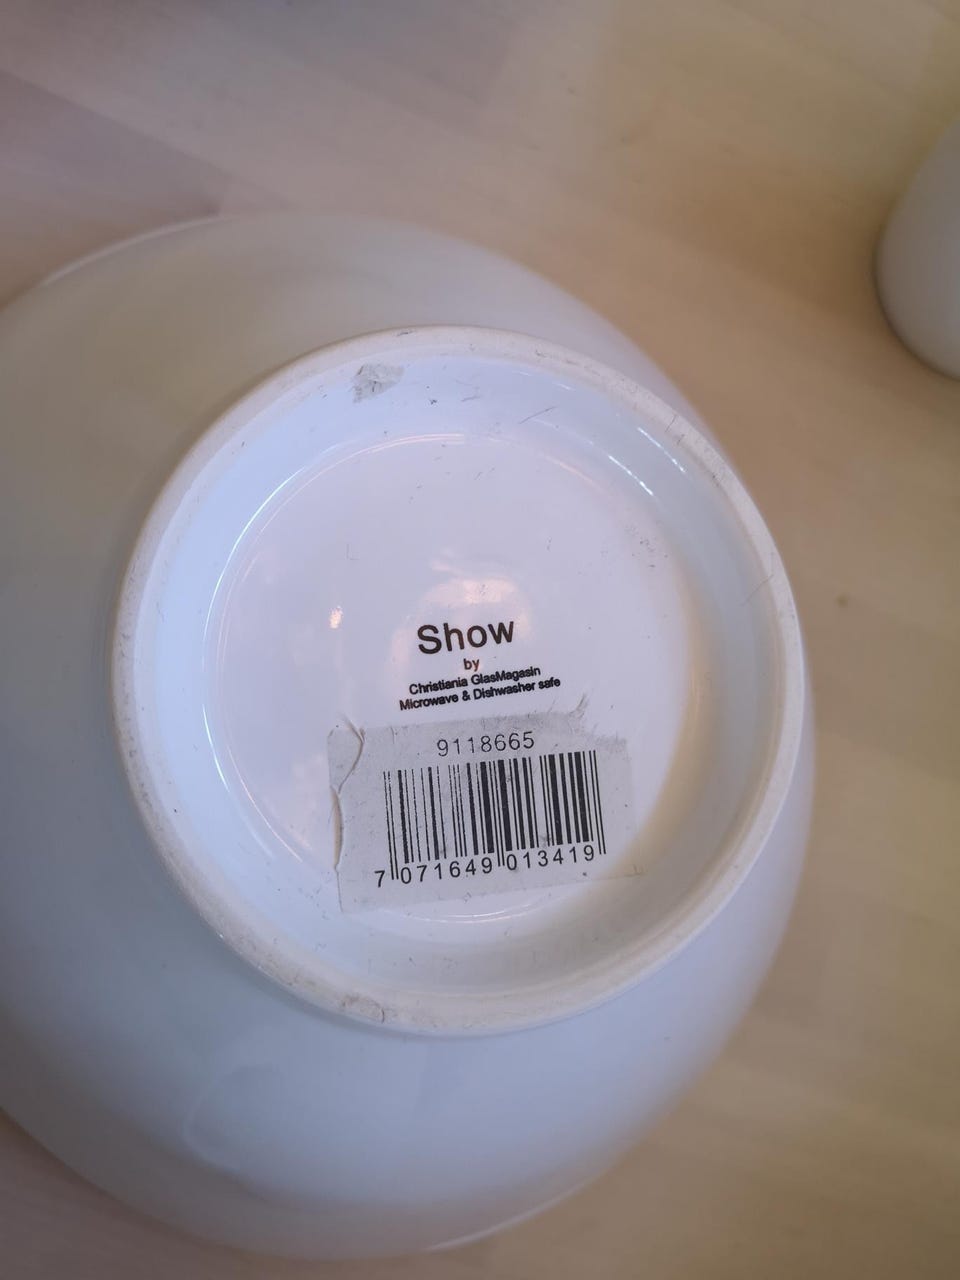 Show
by
Christiania GlasMagasin
Microwave & Dishwasher safe
9118665
7 071649 013419